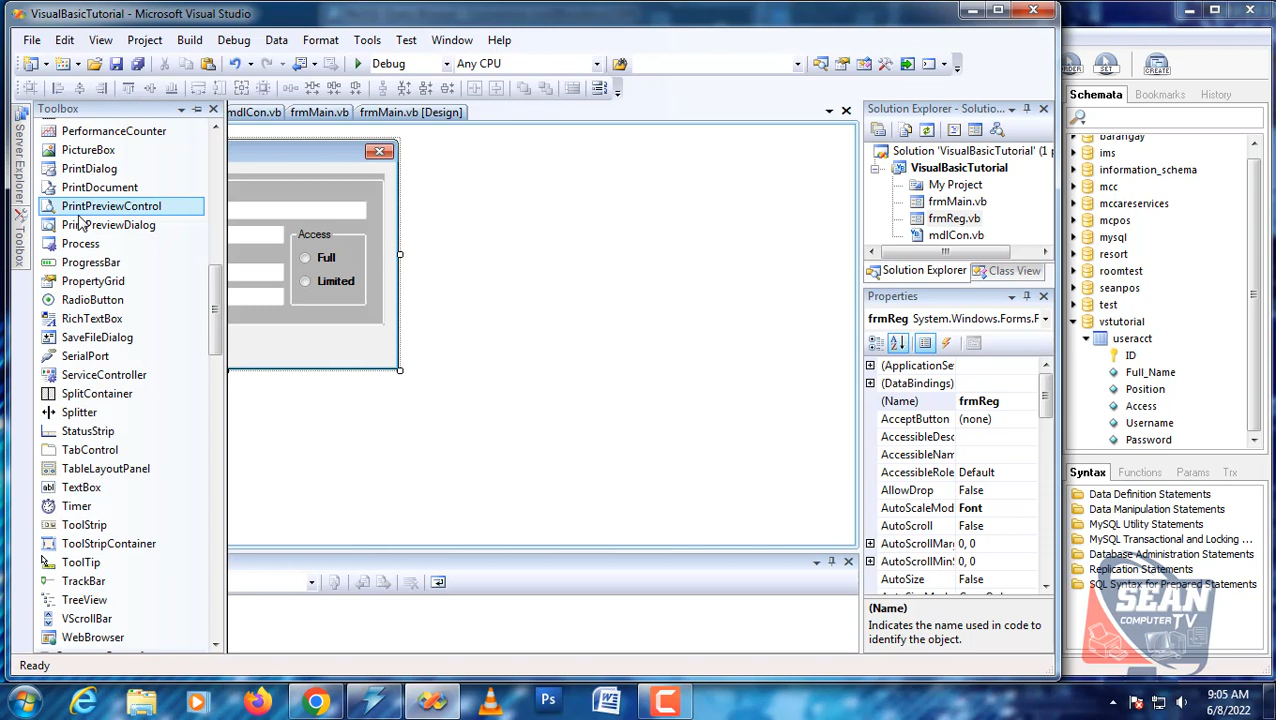 VisualBasicTutorial - Microsoft Visual Studio
File Edit View Project Build Debug Data Format Tools Test Window Help
Debug Any CPU
Toolbox
mdlCon.vb frmMain.vb frmMain.vb [Design]
Server Explorer
Toolbox
PerformanceCounter
PictureBox
PrintDialog
PrintDocument
PrintPreviewControl
PrintPreviewDialog
Process
ProgressBar
PropertyGrid
RadioButton
RichTextBox
SaveFileDialog
SerialPort
ServiceController
SplitContainer
Splitter
StatusStrip
TabControl
TableLayoutPanel
TextBox
Timer
ToolStrip
ToolStripContainer
ToolTip
TrackBar
TreeView
VScrollBar
WebBrowser
Access
Full
Limited
Solution Explorer - Solutio...
Solution 'VisualBasicTutorial' (1 p
VisualBasicTutorial
My Project
frmMain.vb
frmReg.vb
mdlCon.vb
Solution Explorer Class View
Properties
frmReg System.Windows.Forms.F
(ApplicationSe
(DataBindings)
(Name) frmReg
AcceptButton (none)
AccessibleDesc
AccessibleNam
AccessibleRole Default
AllowDrop False
AutoScaleMod Font
AutoScroll False
AutoScrollMar 0, 0
AutoScrollMinS 0, 0
AutoSize False
(Name)
Indicates the name used in code to
identify the object.
SET CREATE
Schemata Bookmarks History
barangay
ims
information_schema
mcc
mccareservices
mcpos
mysql
resort
roomtest
seanpos
test
vstutorial
useracct
ID
Full_Name
Position
Access
Username
Password
Syntax Functions Params Trx
Data Definition Statements
Data Manipulation Statements
MySQL Utility Statements
MySQL Transactional and Locking ...
Database Administration Statements
Replication Statements
SQL Syntax for Prepared Statements
SEAN
COMPUTER TV
Ready
Ps
9:05 AM
6/8/2022